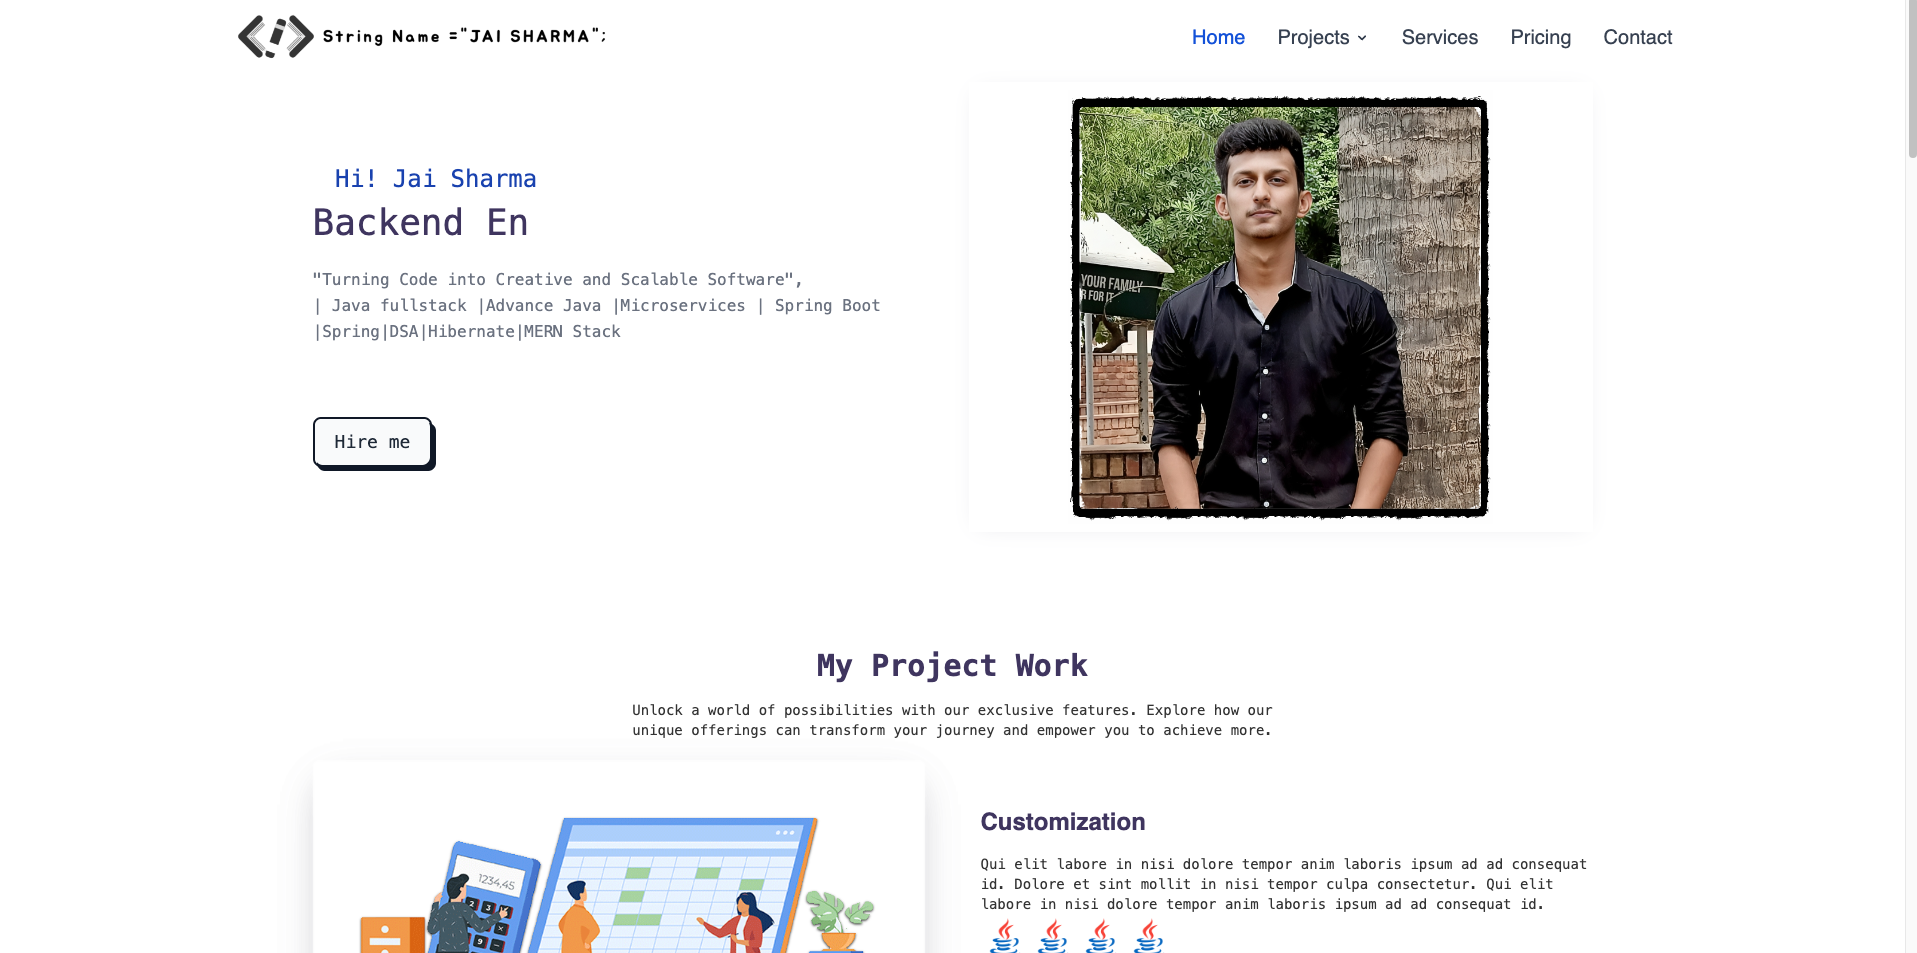 String Name ="JAI SHARMA";
Home Projects Services Pricing Contact
Hi! Jai Sharma
Backend En
"Turning Code into Creative and Scalable Software",
| Java fullstack |Advance Java |Microservices | Spring Boot
|Spring|DSA|Hibernate|MERN Stack
Hire me
YOUR FAMILY
R FOR IT
My Project Work
Unlock a world of possibilities with our exclusive features. Explore how our
unique offerings can transform your journey and empower you to achieve more.
1234,45
2 3
9
Customization
Qui elit labore in nisi dolore tempor anim laboris ipsum ad ad consequat
id. Dolore et sint mollit in nisi tempor culpa consectetur. Qui elit
labore in nisi dolore tempor anim laboris ipsum ad ad consequat id.